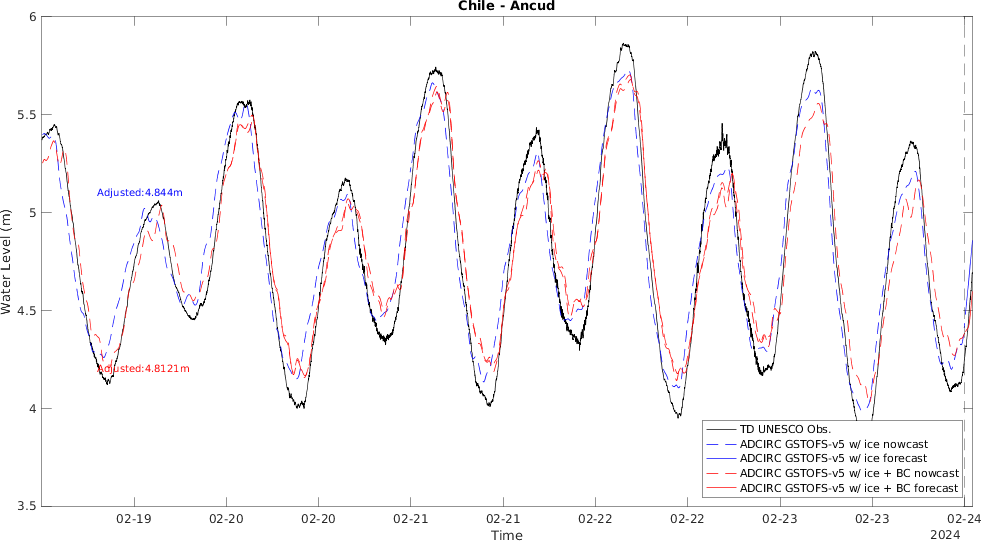 Chile - Ancud
6
5.5
5
4.5
4
3.5
Water Level (m)
Adjusted:4.844m
Adjusted:4.8121m
TD UNESCO Obs.
ADCIRC GSTOFS-v5 w/ ice nowcast
ADCIRC GSTOFS-v5 w/ ice forecast
ADCIRC GSTOFS-v5 w/ ice + BC nowcast
ADCIRC GSTOFS-v5 w/ ice + BC forecast
02-19 02-20 02-20 02-21 02-21 02-22 02-22 02-23 02-23 02-24
Time
2024